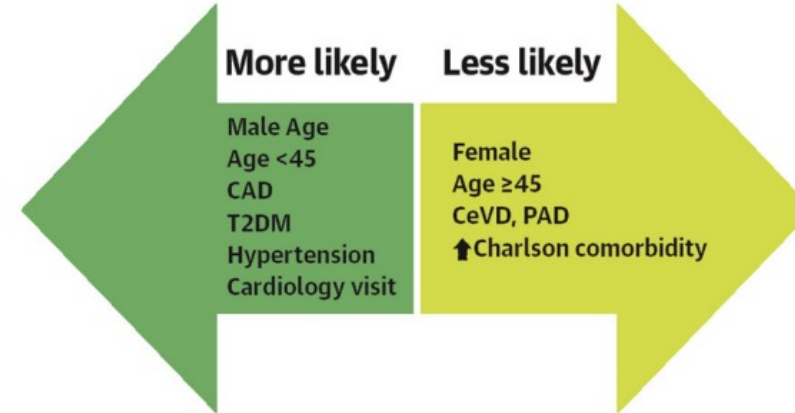 More likely
Male Age
Age <45
CAD
T2DM
Hypertension
Cardiology visit
Less likely
Female
Age ≥45
CeVD, PAD
⬆Charlson comorbidity